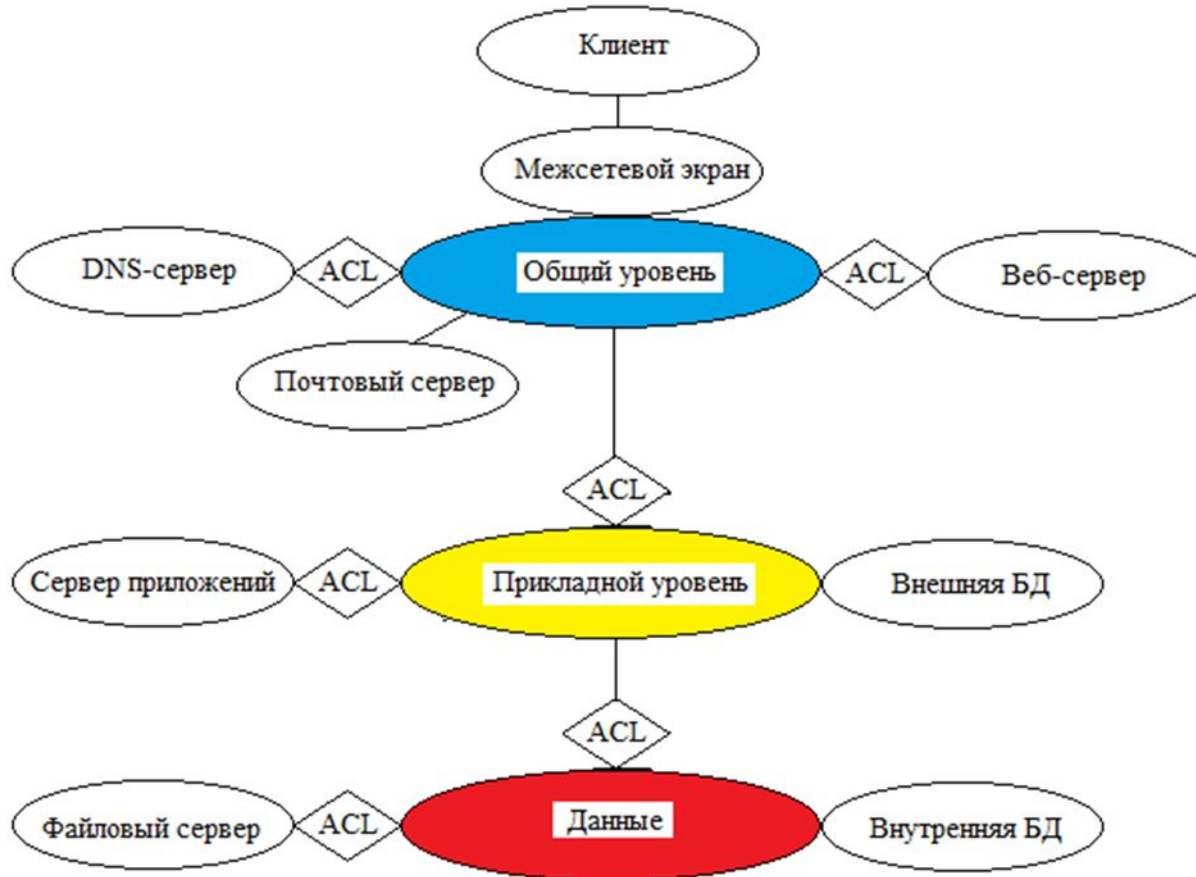 Клиент
Межсетевой экран
DNS-сервер
ACL
Общий уровень
ACL
Веб-сервер
Почтовый сервер
ACL
Сервер приложений
ACL
Прикладной уровень
Внешняя БД
ACL
Файловый сервер
ACL
Данные
Внутренняя БД